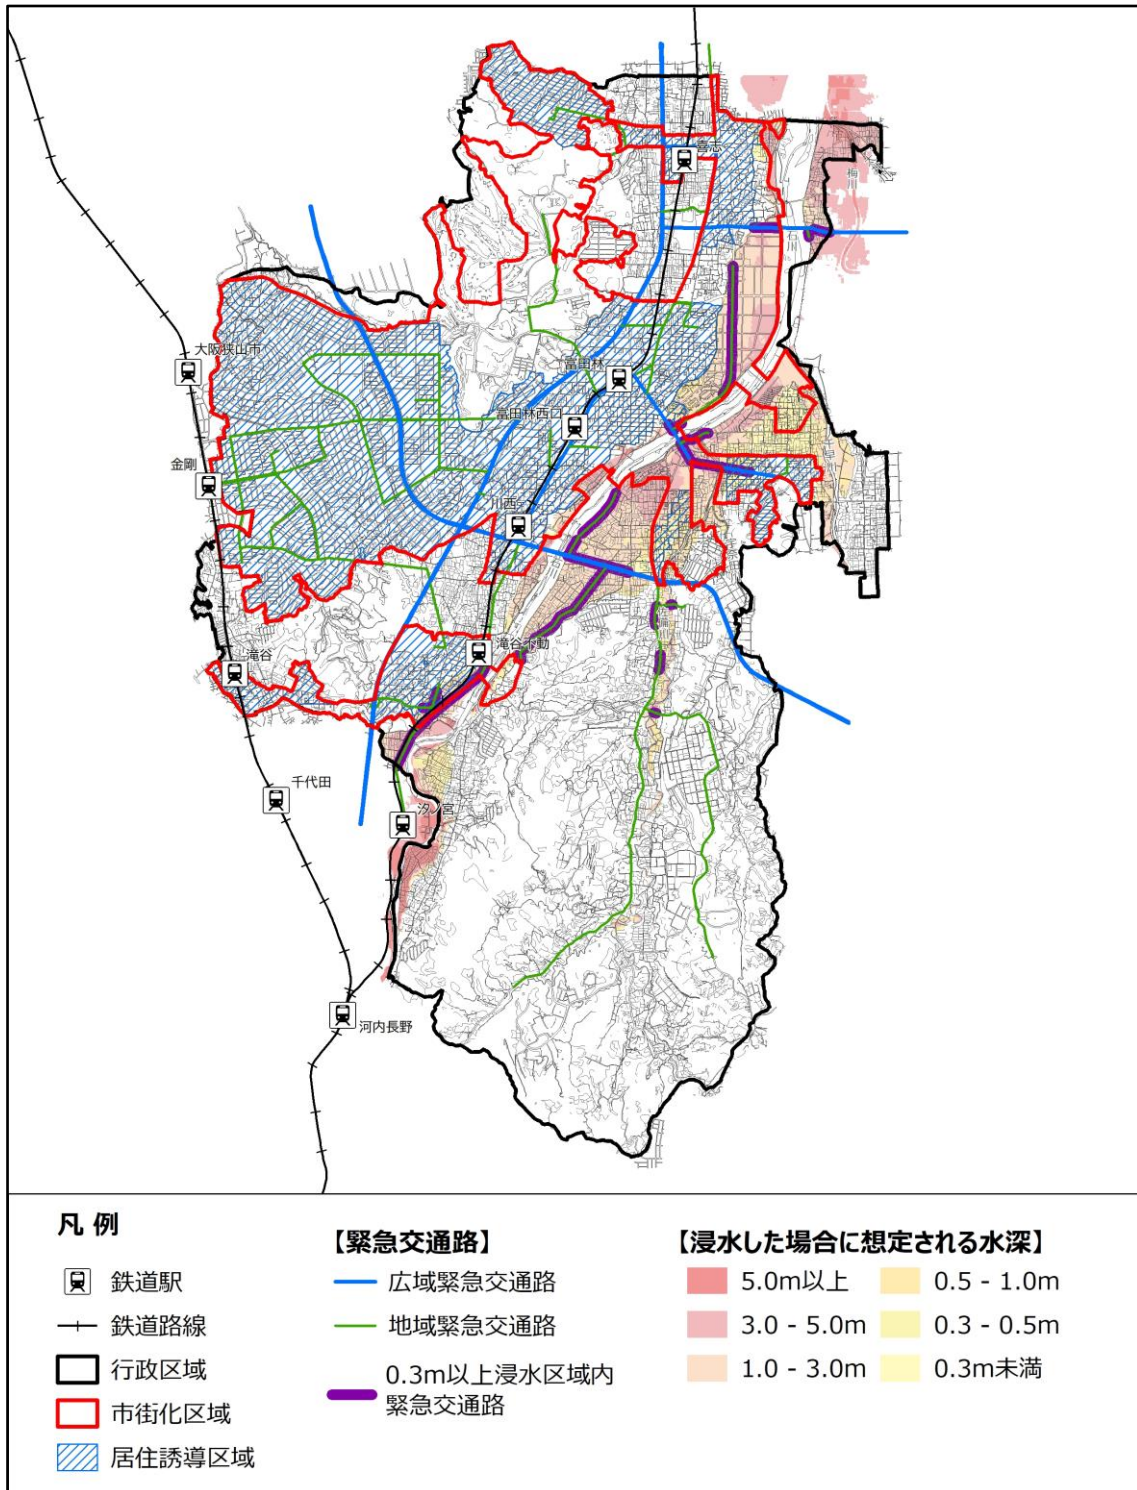 喜志
梅川
石川
大阪狭山市
富田林
富田林西口
金剛
川西
滝谷不動
滝谷
千代田
汐ノ宮
河内長野
凡 例
鉄道駅
鉄道路線
行政区域
市街化区域
居住誘導区域
【緊急交通路】
広域緊急交通路
地域緊急交通路
0.3m以上浸水区域内
緊急交通路
【浸水した場合に想定される水深】
5.0m以上
3.0 - 5.0m
1.0 - 3.0m
0.5 - 1.0m
0.3 - 0.5m
0.3m未満